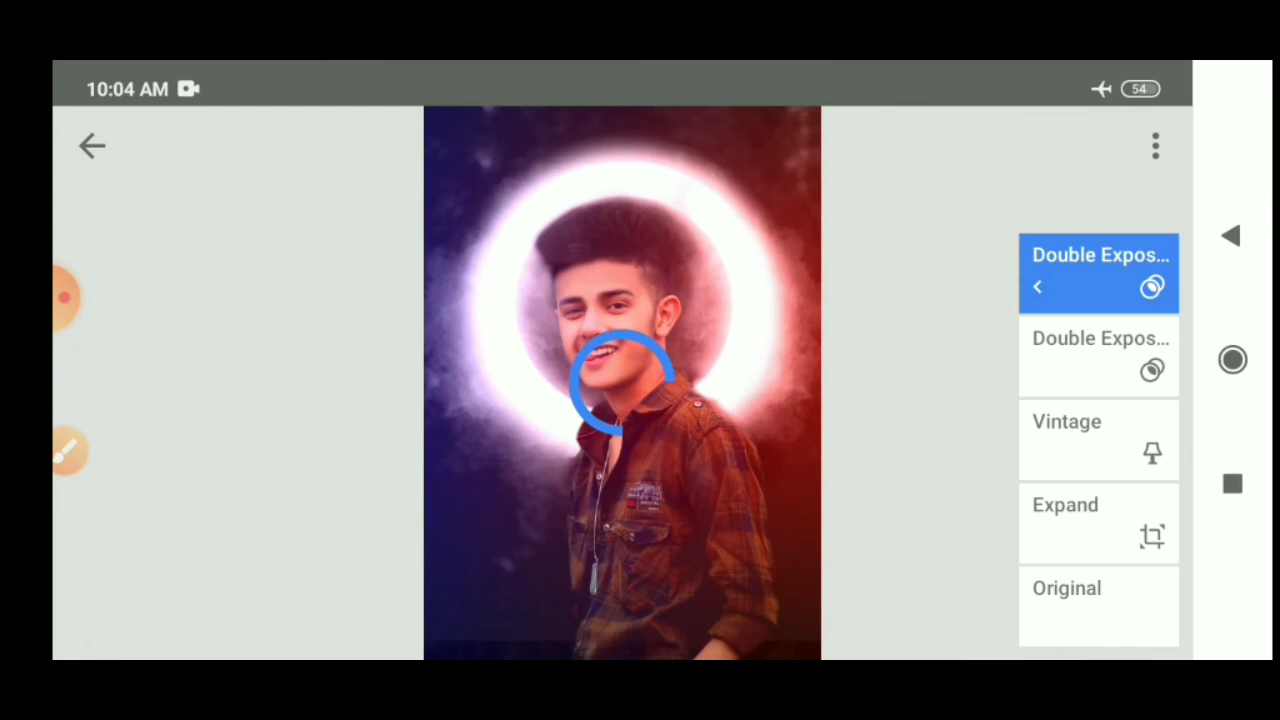 10:04 AM
54
Double Expos...
Double Expos...
Vintage
Expand
Original